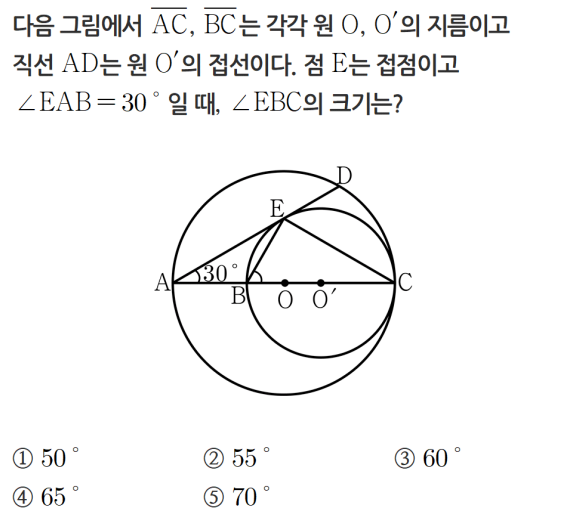 다음 그림에서 AC, BC는 각각 원 O, O′의 지름이고
직선 AD는 원 O′의 접선이다. 점 E는 접점이고
∠EAB=30°일 때, ∠EBC의 크기는?
D
E
A 30° C
B O O′
① 50° ② 55° ③ 60°
④ 65° ⑤ 70°